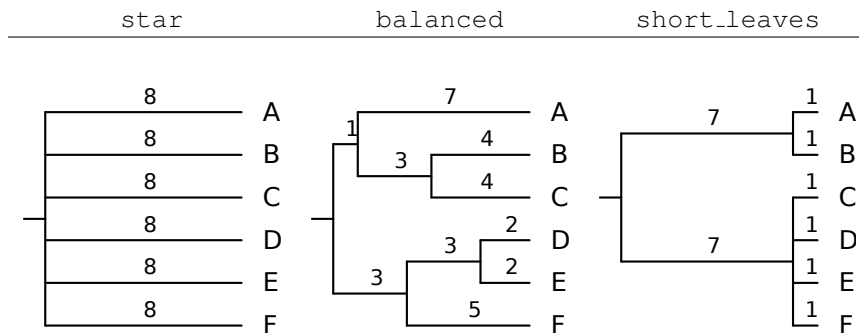 star balanced short_leaves
8 A 7 A 1 A
8 B 1 4 B 7 1 B
8 C 3 4 C 1 C
8 D 2 D 1 D
8 E 3 2 E 7 1 E
8 F 3 5 F 1 F